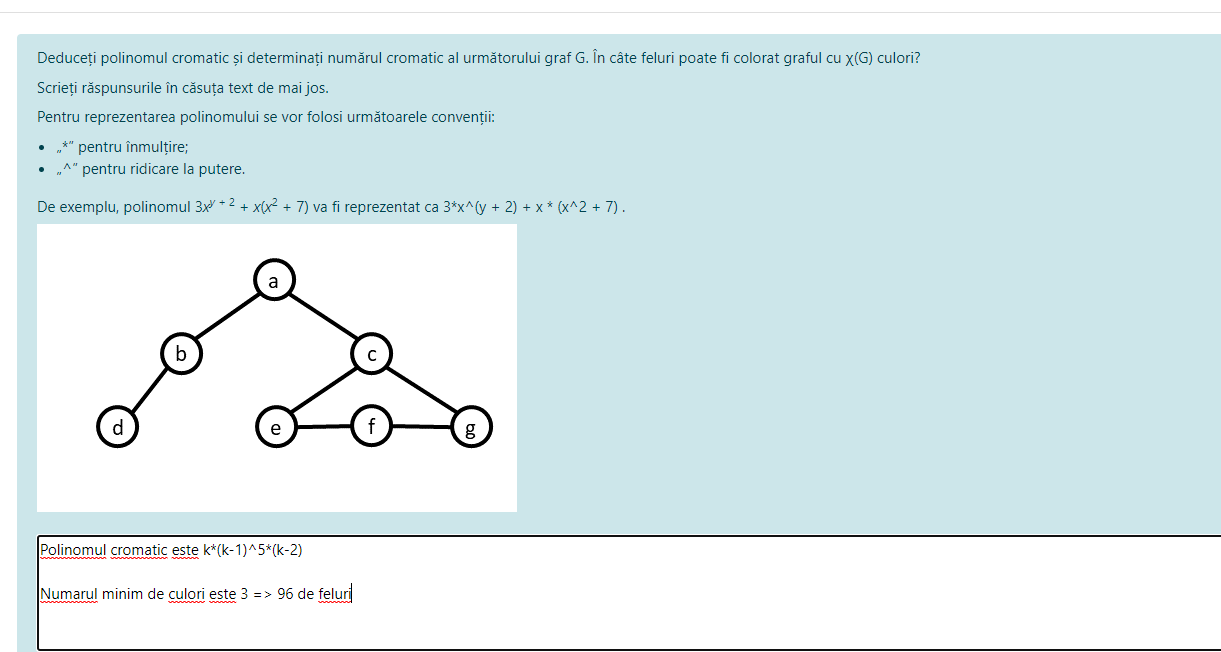 Deduceți polinomul cromatic și determinați numărul cromatic al următorului graf G. În câte feluri poate fi colorat graful cu χ(G) culori?
Scrieți răspunsurile în căsuța text de mai jos.
Pentru reprezentarea polinomului se vor folosi următoarele convenții:
• „*” pentru înmulțire;
• „^” pentru ridicare la putere.
De exemplu, polinomul 3x^y + 2 + x(x^2 + 7) va fi reprezentat ca 3*x^(y + 2) + x * (x^2 + 7) .
a
b c
d e f g
Polinomul cromatic este k*(k-1)^5*(k-2)
Numarul minim de culori este 3 => 96 de feluri